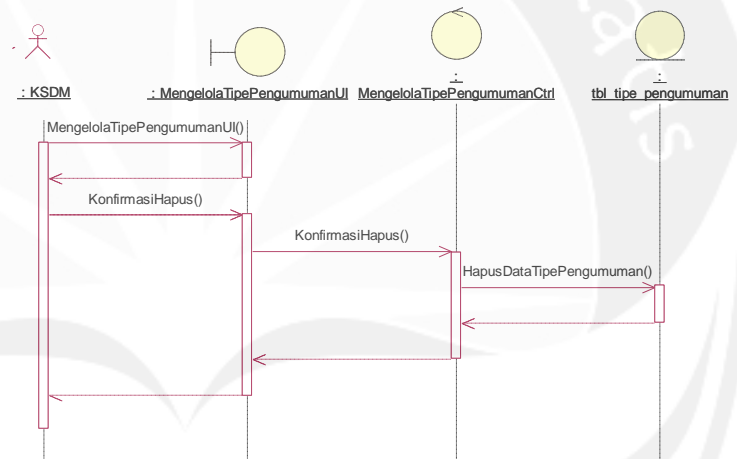 : KSDM
: MengelolaTipePengumumanUI
:
MengelolaTipePengumumanCtrl
:
tbl_tipe_pengumuman
MengelolaTipePengumumanUI()
KonfirmasiHapus()
KonfirmasiHapus()
HapusDataTipePengumuman()